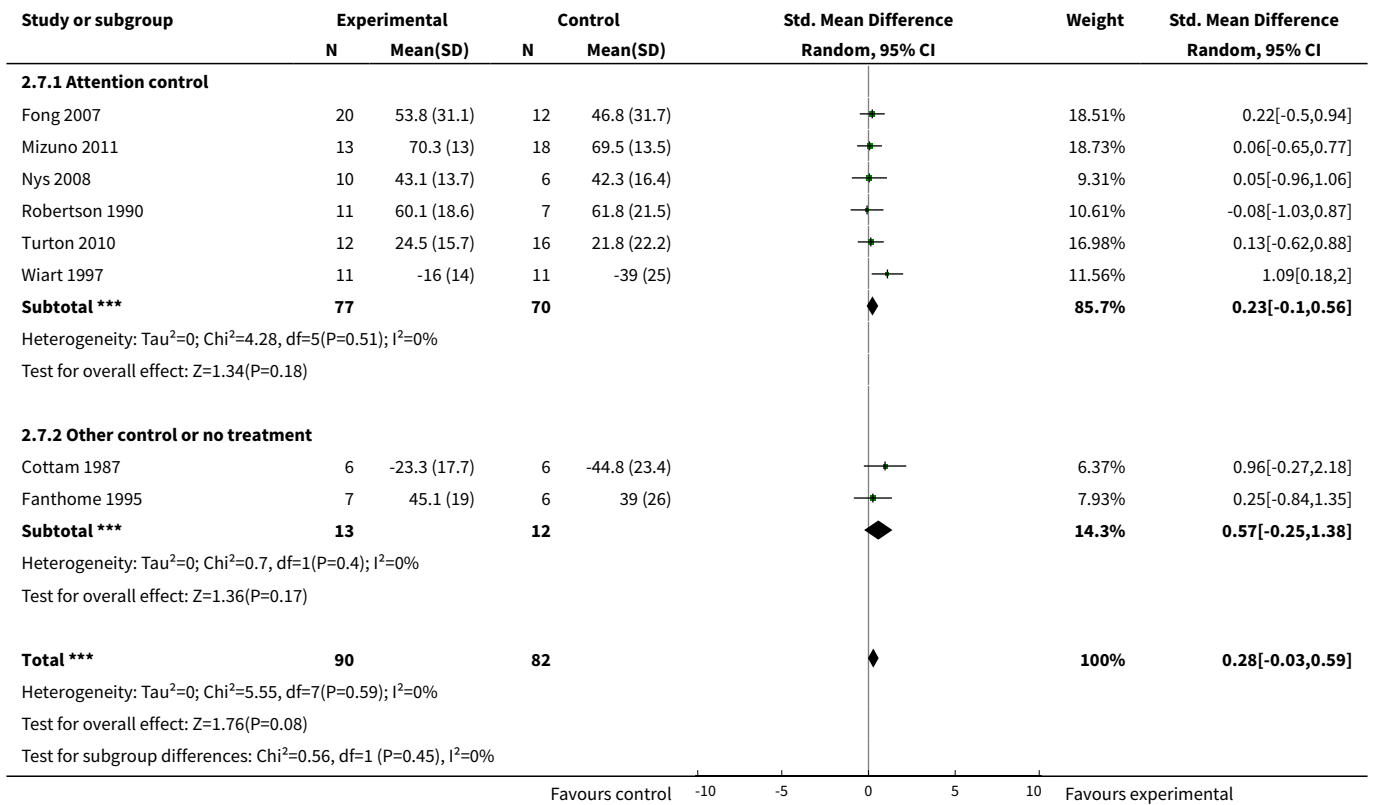 Study or subgroup Experimental Control Std. Mean Difference Weight Std. Mean Difference
N Mean(SD) N Mean(SD) Random, 95% CI Random, 95% CI
2.7.1 Attention control
Fong 2007 20 53.8 (31.1) 12 46.8 (31.7) 18.51% 0.22[-0.5,0.94]
Mizuno 2011 13 70.3 (13) 18 69.5 (13.5) 18.73% 0.06[-0.65,0.77]
Nys 2008 10 43.1 (13.7) 6 42.3 (16.4) 9.31% 0.05[-0.96,1.06]
Robertson 1990 11 60.1 (18.6) 7 61.8 (21.5) 10.61% -0.08[-1.03,0.87]
Turton 2010 12 24.5 (15.7) 16 21.8 (22.2) 16.98% 0.13[-0.62,0.88]
Wiart 1997 11 -16 (14) 11 -39 (25) 11.56% 1.09[0.18,2]
Subtotal *** 77 70 85.7% 0.23[-0.1,0.56]
Heterogeneity: Tau²=0; Chi²=4.28, df=5(P=0.51); I²=0%
Test for overall effect: Z=1.34(P=0.18)
2.7.2 Other control or no treatment
Cottam 1987 6 -23.3 (17.7) 6 -44.8 (23.4) 6.37% 0.96[-0.27,2.18]
Fanthome 1995 7 45.1 (19) 6 39 (26) 7.93% 0.25[-0.84,1.35]
Subtotal *** 13 12 14.3% 0.57[-0.25,1.38]
Heterogeneity: Tau²=0; Chi²=0.7, df=1(P=0.4); I²=0%
Test for overall effect: Z=1.36(P=0.17)
Total *** 90 82 100% 0.28[-0.03,0.59]
Heterogeneity: Tau²=0; Chi²=5.55, df=7(P=0.59); I²=0%
Test for overall effect: Z=1.76(P=0.08)
Test for subgroup differences: Chi²=0.56, df=1 (P=0.45), I²=0%
Favours control -10 -5 0 5 10 Favours experimental